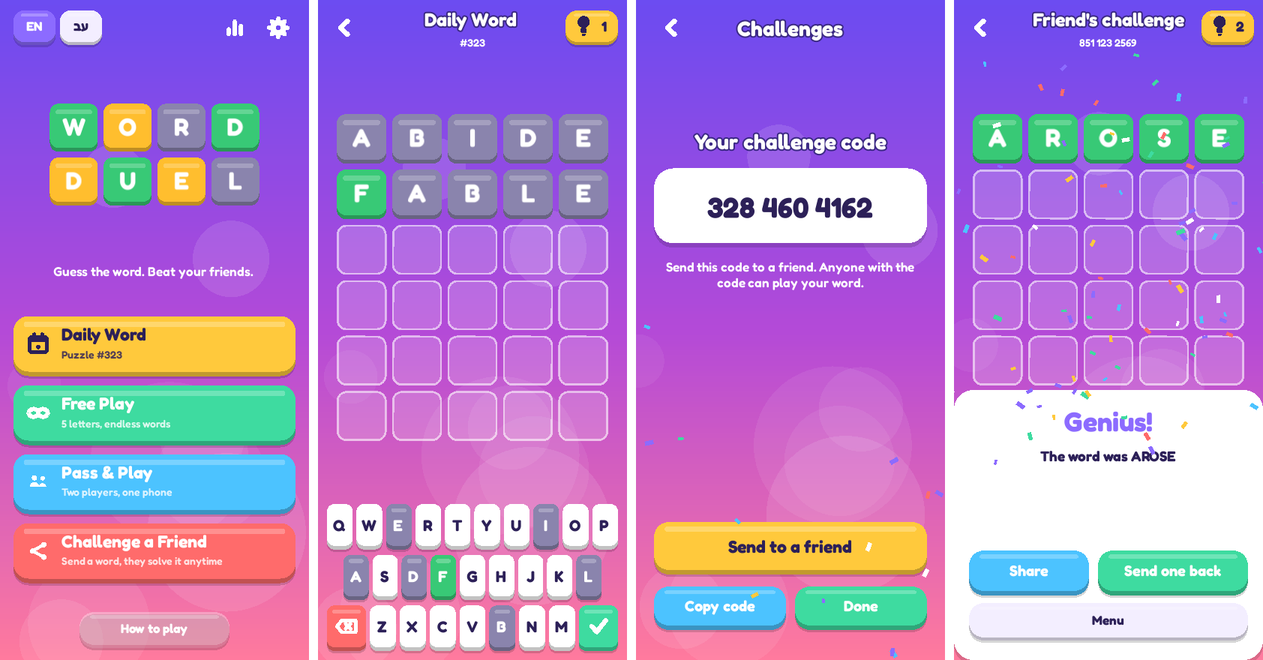 EN
עב
WORD
DUEL
Guess the word. Beat your friends.
Daily Word
Puzzle #323
Free Play
5 letters, endless words
Pass & Play
Two players, one phone
Challenge a Friend
Send a word, they solve it anytime
How to play
Daily Word
#323
1
ABIDE
FABLE
QWERTYUIOP
ASDFGHJKL
ZXCVBNM
Challenges
Your challenge code
328 460 4162
Send this code to a friend. Anyone with the
code can play your word.
Send to a friend
Copy code
Done
Friend's challenge
851 123 2569
2
AROSE
Genius!
The word was AROSE
Share
Send one back
Menu